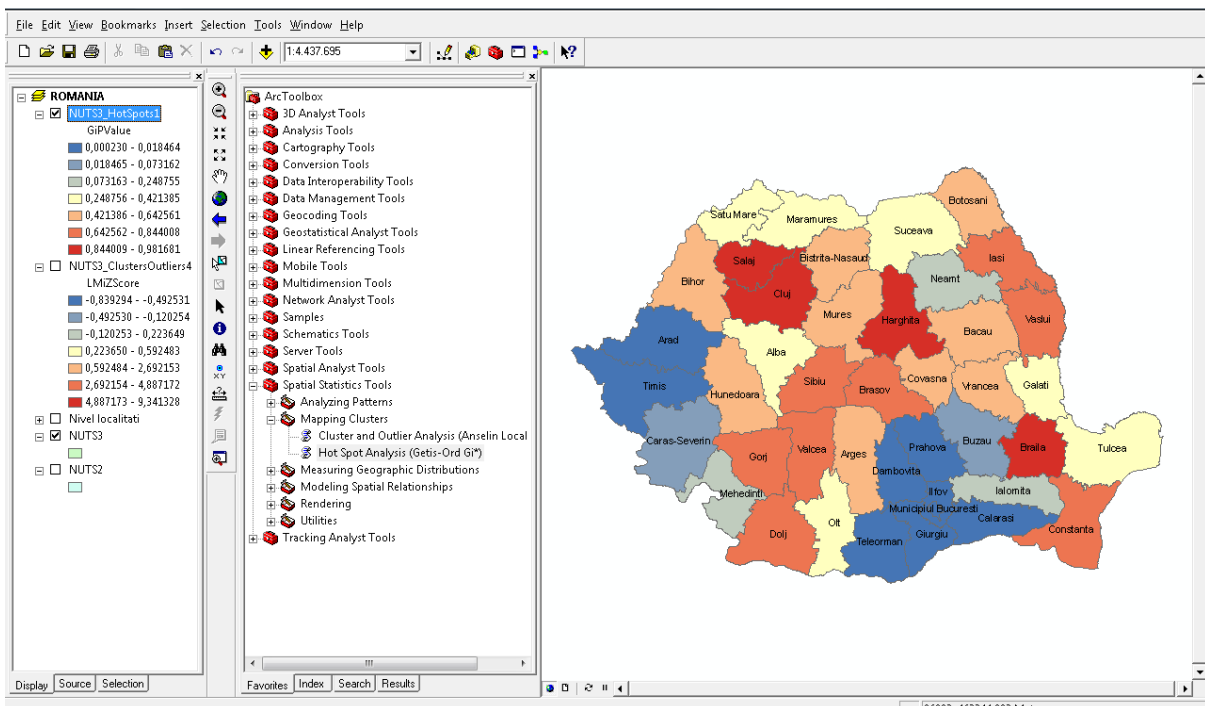 File Edit View Bookmarks Insert Selection Tools Window Help
1:4.437.695
ROMANIA
NUTS3_HotSpots1
GiPValue
0,000230 - 0,018464
0,018465 - 0,073162
0,073163 - 0,248755
0,248756 - 0,421385
0,421386 - 0,642561
0,642562 - 0,844008
0,844009 - 0,981681
NUTS3_ClustersOutliers4
LMiZScore
-0,839294 - -0,492531
-0,492530 - -0,120254
-0,120253 - 0,223649
0,223650 - 0,592483
0,592484 - 2,692153
2,692154 - 4,887172
4,887173 - 9,341328
Nivel localitati
NUTS3
NUTS2
Display Source Selection
XY
ArcToolbox
3D Analyst Tools
Analysis Tools
Cartography Tools
Conversion Tools
Data Interoperability Tools
Data Management Tools
Geocoding Tools
Geostatistical Analyst Tools
Linear Referencing Tools
Mobile Tools
Multidimension Tools
Network Analyst Tools
Samples
Schematics Tools
Server Tools
Spatial Analyst Tools
Spatial Statistics Tools
Analyzing Patterns
Mapping Clusters
Cluster and Outlier Analysis (Anselin Local
Hot Spot Analysis (Getis-Ord Gi*)
Measuring Geographic Distributions
Modeling Spatial Relationships
Rendering
Utilities
Tracking Analyst Tools
Favorites Index Search Results
Botosani
Satu Mare
Maramures
Suceava
Iasi
Salaj
Bistrita-Nasaud
Neamt
Bihor
Cluj
Mures
Harghita
Vaslui
Bacau
Arad
Alba
Timis
Hunedoara
Sibiu
Brasov
Covasna
Vrancea
Galati
Caras-Severin
Gorj
Valcea
Arges
Prahova
Buzau
Braila
Tulcea
Dambovita
Mehedinti
Ilfov
Ialomita
Municipiul Bucuresti
Calarasi
Olt
Dolj
Teleorman
Giurgiu
Constanta